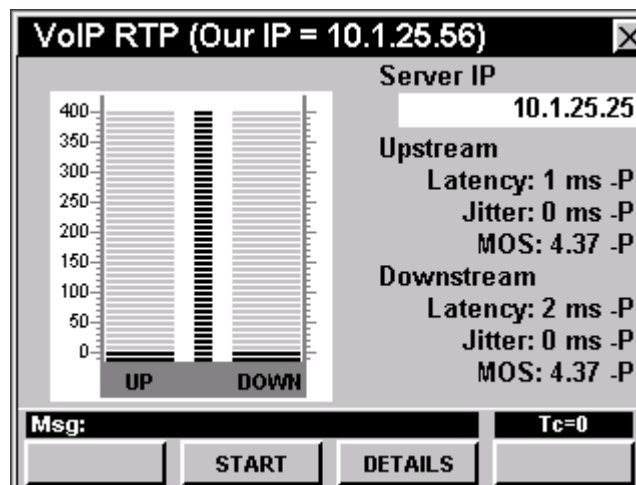 VoIP RTP (Our IP = 10.1.25.56)
Server IP
10.1.25.25
Upstream
Latency: 1 ms -P
Jitter: 0 ms -P
MOS: 4.37 -P
Downstream
Latency: 2 ms -P
Jitter: 0 ms -P
MOS: 4.37 -P
400
350
300
250
200
150
100
50
0
UP DOWN
Msg: Tc=0
START DETAILS